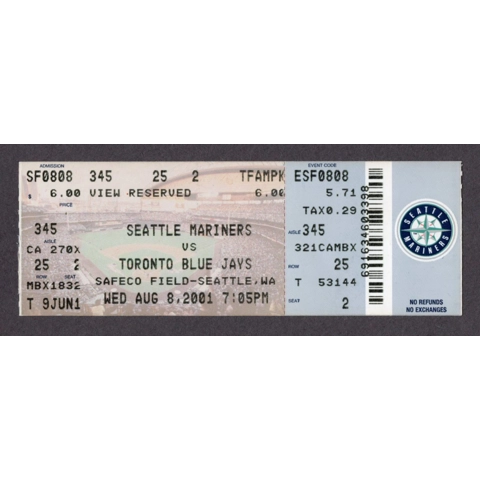 ADMISSION
SF0808 345 25 2 TFAMPK
$ 6.00 VIEW RESERVED 6.00
PRICE
345 SEATTLE MARINERS
AISLE
CA 270X VS
25 2 TORONTO BLUE JAYS
MBX1832 SAFECO FIELD-SEATTLE,WA
T 9JUN1 WED AUG 8,2001 7:05PM
EVENT CODE
ESF0808
5.71
TAX0.29
AISLE 345
321CAMBX
25
T 53144
SEAT 2
691634603398
SEATTLE MARINERS
NO REFUNDS
NO EXCHANGES